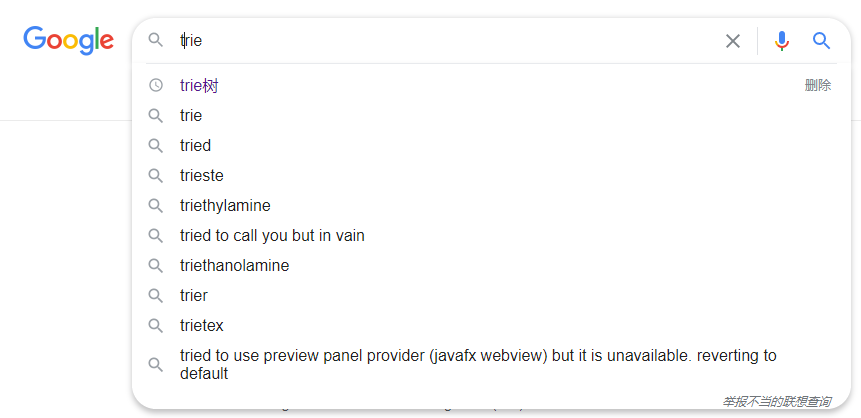 Google
trie
trie树
删除
trie
tried
trieste
triethylamine
tried to call you but in vain
triethanolamine
trier
trietex
tried to use preview panel provider (javafx webview) but it is unavailable. reverting to
default
举报不当的联想查询